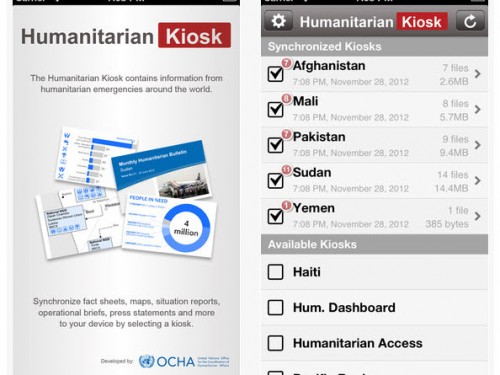 Humanitarian Kiosk
The Humanitarian Kiosk contains information from
humanitarian emergencies around the world.
Monthly Humanitarian Bulletin
Sudan
PEOPLE IN NEED
4
million
Synchronize fact sheets, maps, situation reports,
operational briefs, press statements and more
to your device by selecting a kiosk.
Developed by: OCHA
Humanitarian Kiosk
Synchronized Kiosks
7 Afghanistan 7 files
7:08 PM, November 28, 2012 2.6MB
8 Mali 8 files
7:08 PM, November 28, 2012 5.7MB
7 Pakistan 9 files
7:08 PM, November 28, 2012 9.4MB
11 Sudan 14 files
7:08 PM, November 28, 2012 14.4MB
1 Yemen 1 file
7:08 PM, November 28, 2012 385 bytes
Available Kiosks
Haiti
Hum. Dashboard
Humanitarian Access